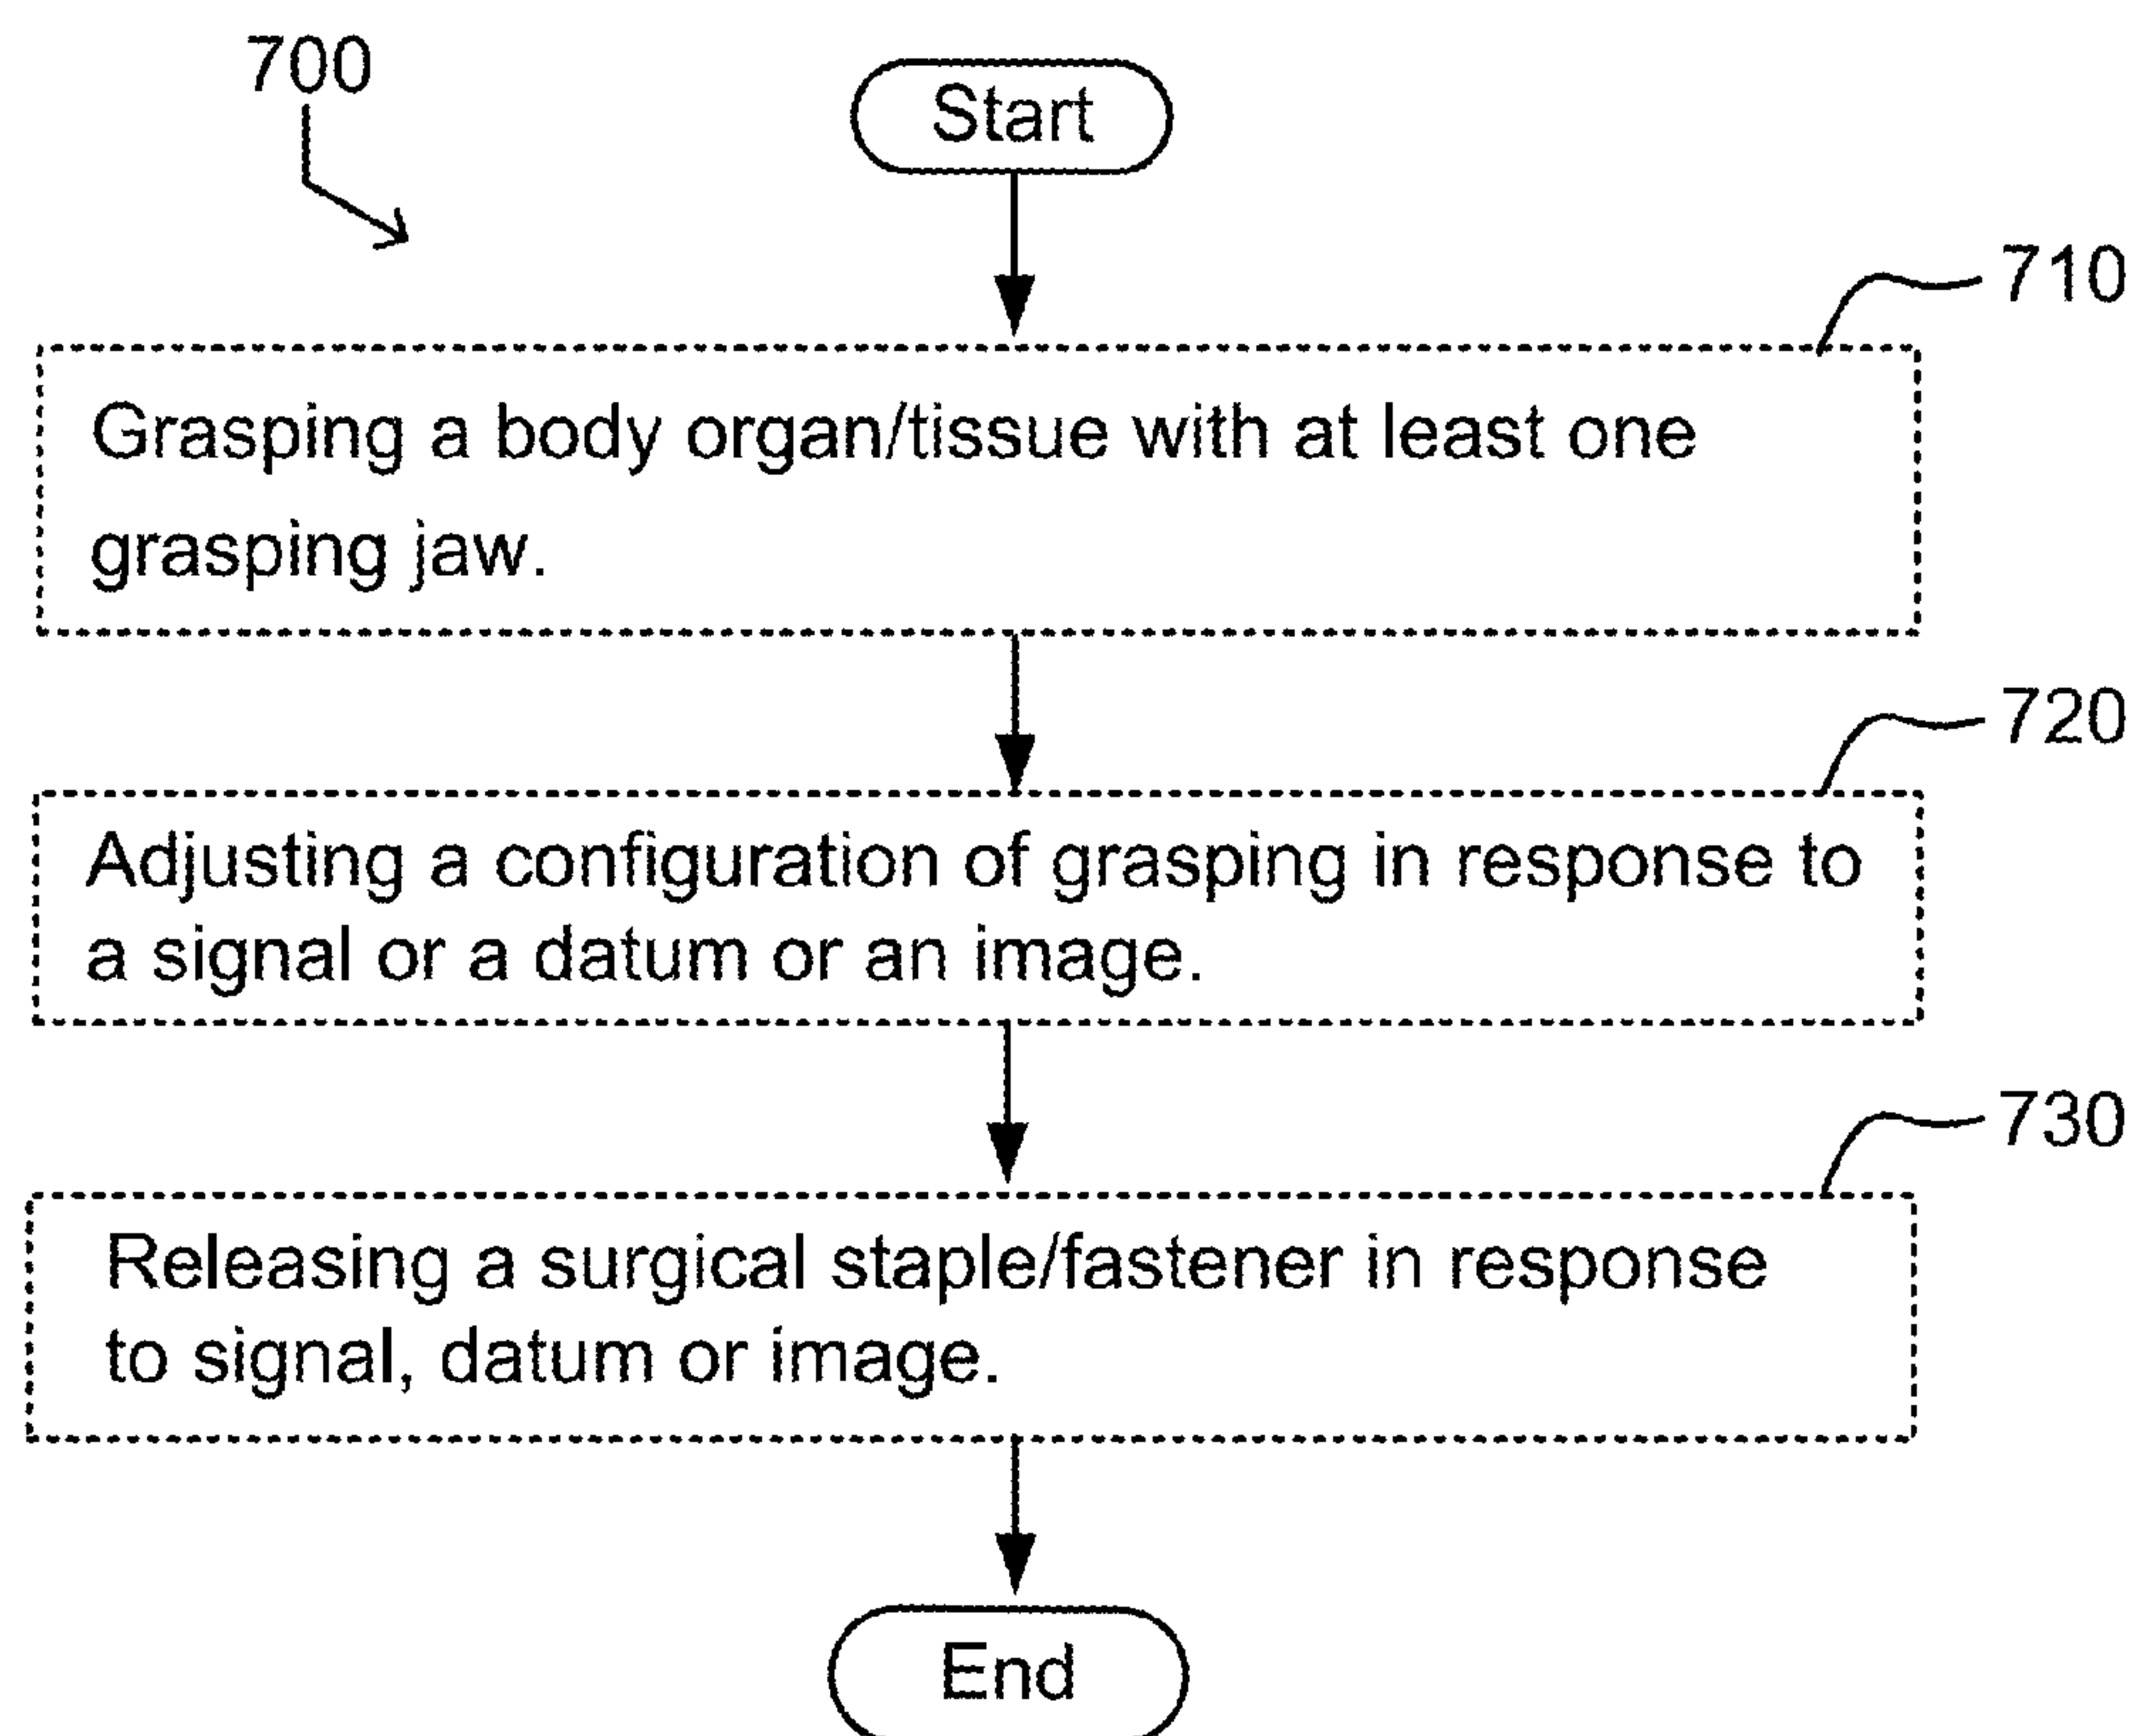 700
Start
710
Grasping a body organ/tissue with at least one
grasping jaw.
720
Adjusting a configuration of grasping in response to
a signal or a datum or an image.
730
Releasing a surgical staple/fastener in response
to signal, datum or image.
End